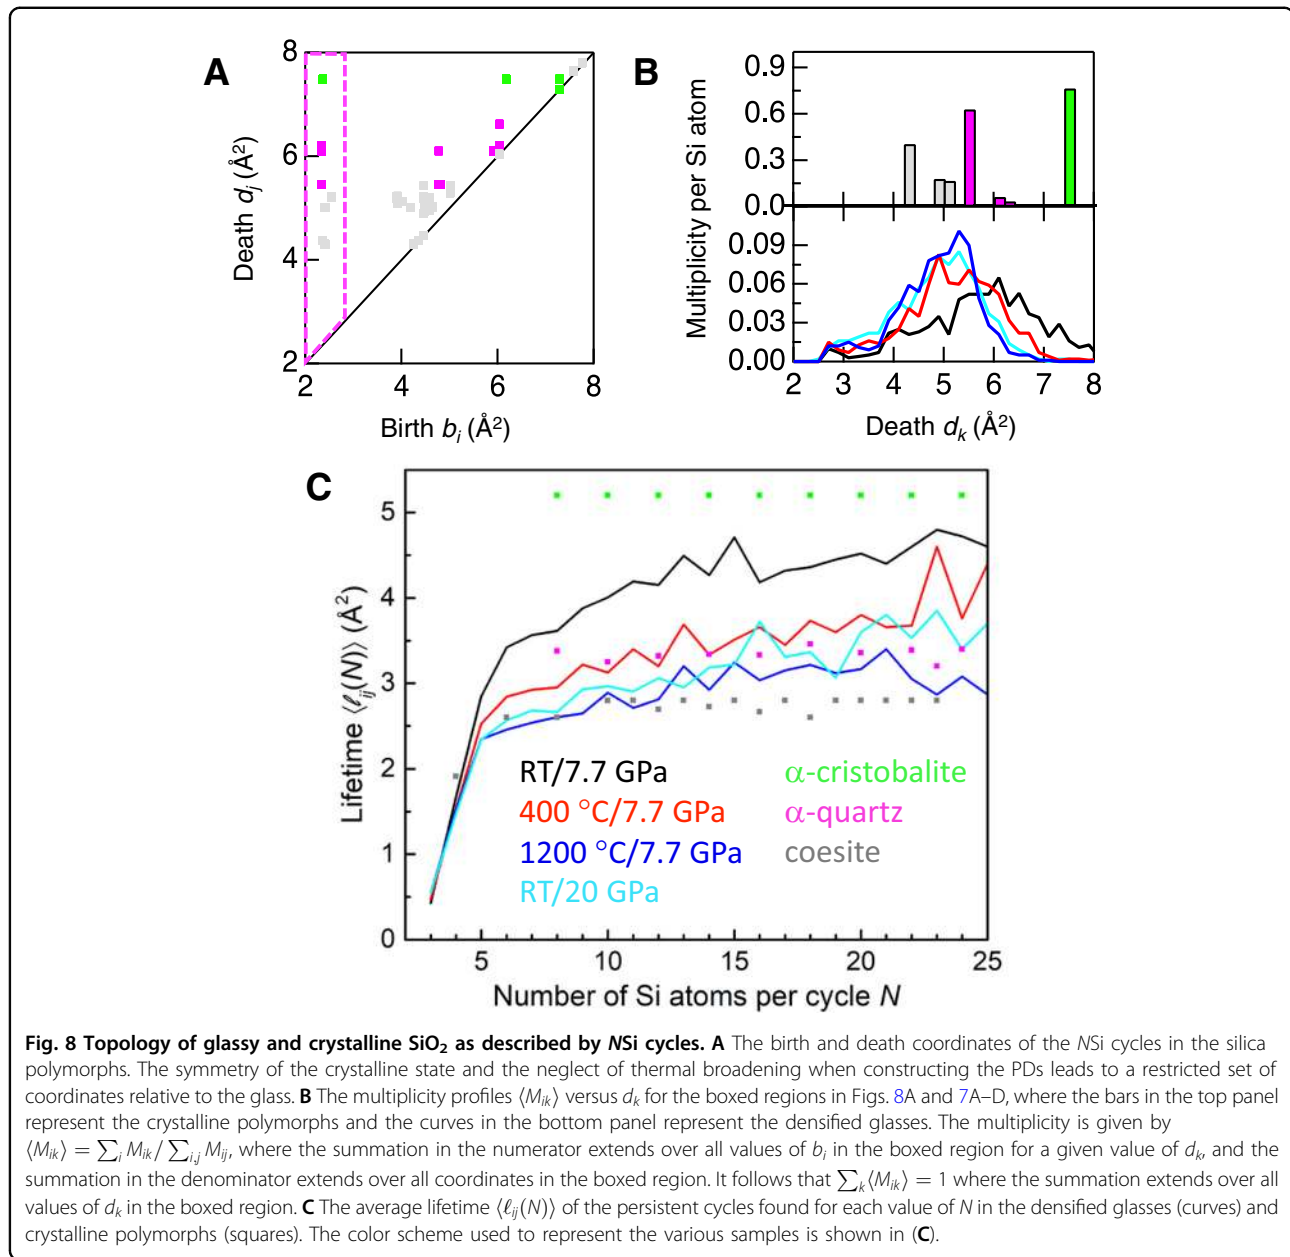 A
8
6
4
2
2
4
6
8
Death dj (Å²)
Birth bi (Å²)
B
0.9
0.6
0.3
0.0
0.09
0.06
0.03
0.00
2
3
4
5
6
7
8
Multiplicity per Si atom
Death dk (Å²)
C
5
4
3
2
1
0
5
10
15
20
25
Lifetime ⟨ℓij(N)⟩ (Å²)
Number of Si atoms per cycle N
RT/7.7 GPa
400 °C/7.7 GPa
1200 °C/7.7 GPa
RT/20 GPa
α-cristobalite
α-quartz
coesite
Fig. 8 Topology of glassy and crystalline SiO₂ as described by NSi cycles. A The birth and death coordinates of the NSi cycles in the silica
polymorphs. The symmetry of the crystalline state and the neglect of thermal broadening when constructing the PDs leads to a restricted set of
coordinates relative to the glass. B The multiplicity profiles ⟨Mik⟩ versus dk for the boxed regions in Figs. 8A and 7A–D, where the bars in the top panel
represent the crystalline polymorphs and the curves in the bottom panel represent the densified glasses. The multiplicity is given by
⟨Mik⟩ = ∑i Mik/ ∑i,j Mij, where the summation in the numerator extends over all values of bi in the boxed region for a given value of dk, and the
summation in the denominator extends over all coordinates in the boxed region. It follows that ∑k⟨Mik⟩ = 1 where the summation extends over all
values of dk in the boxed region. C The average lifetime ⟨ℓij(N)⟩ of the persistent cycles found for each value of N in the densified glasses (curves) and
crystalline polymorphs (squares). The color scheme used to represent the various samples is shown in (C).